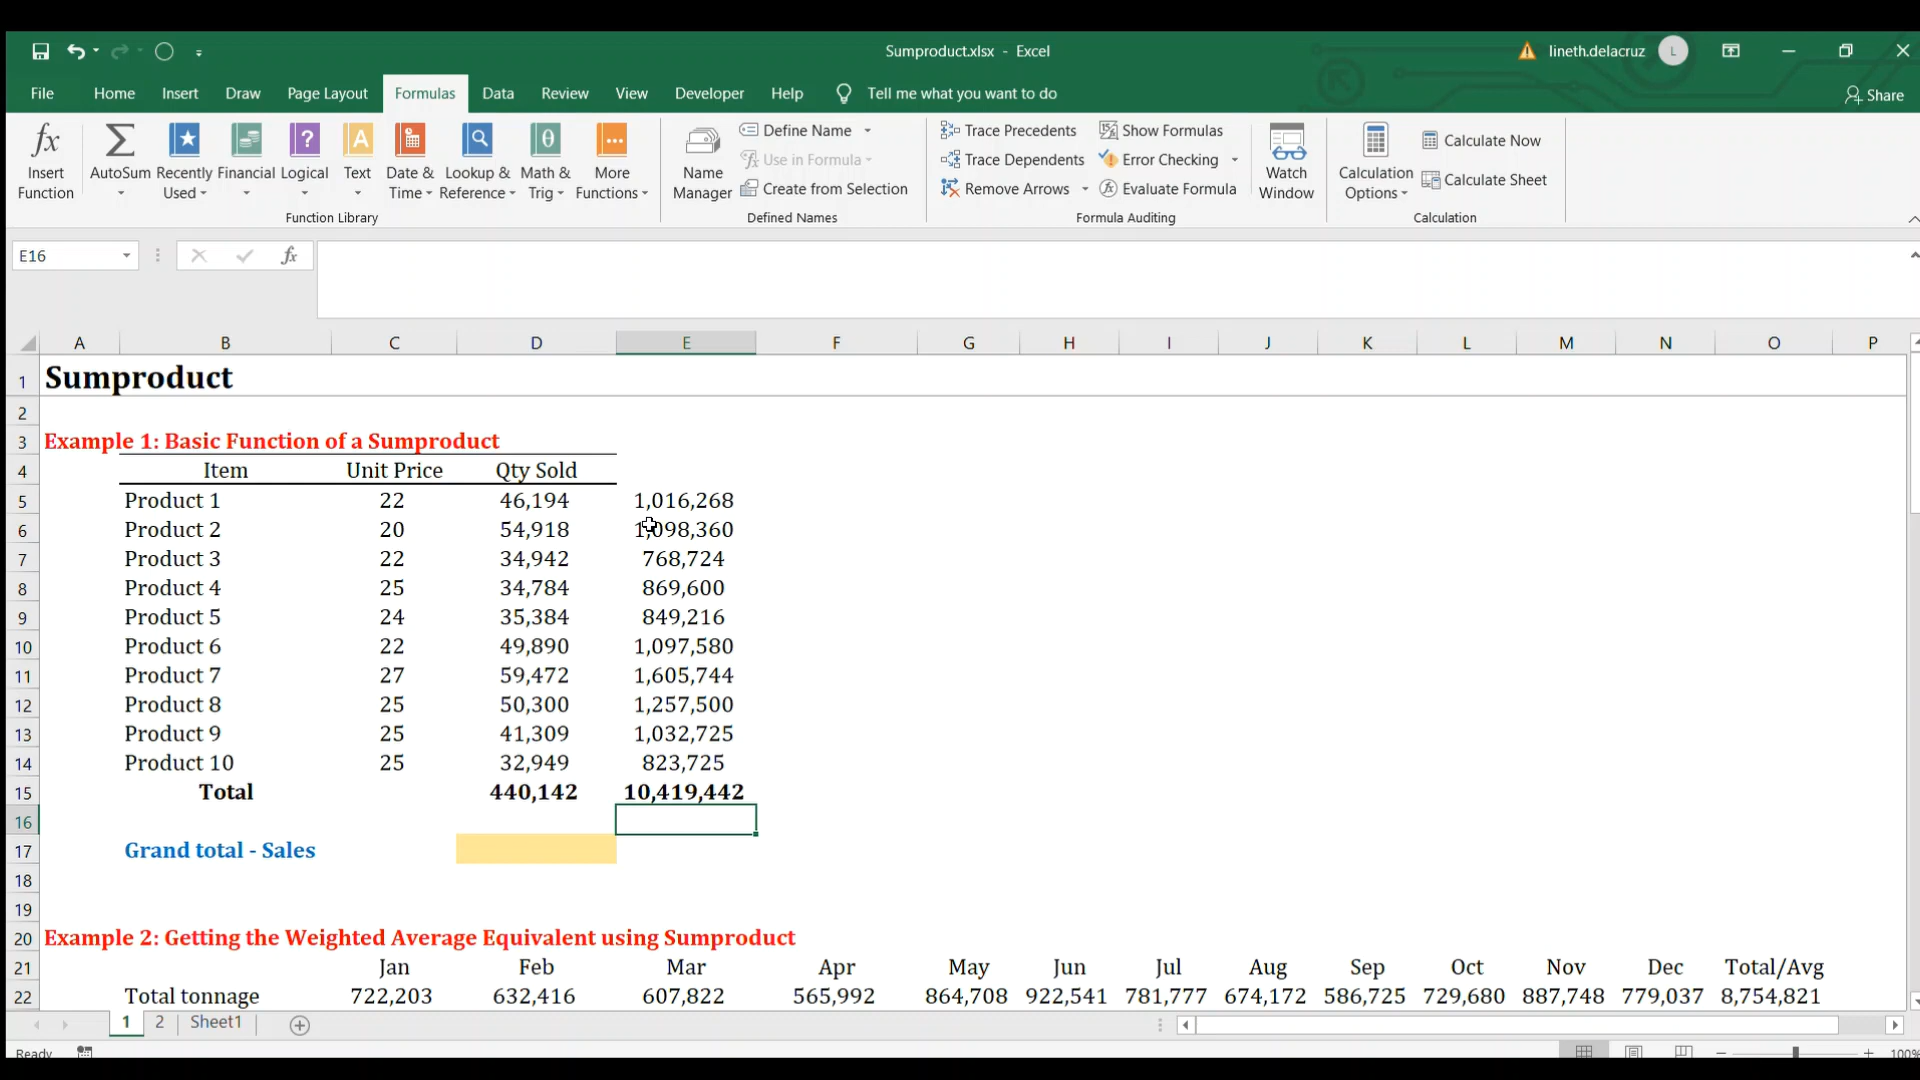 Sumproduct.xlsx - Excel
lineth.delacruz L
File Home Insert Draw Page Layout Formulas Data Review View Developer Help Tell me what you want to do Share
Insert Function
AutoSum
Recently Used
Financial
Logical
Text
Date & Time
Lookup & Reference
Math & Trig
More Functions
Function Library
Name Manager
Define Name
Use in Formula
Create from Selection
Defined Names
Trace Precedents
Trace Dependents
Remove Arrows
Show Formulas
Error Checking
Evaluate Formula
Formula Auditing
Watch Window
Calculation Options
Calculate Now
Calculate Sheet
Calculation
E16 fx
A B C D E F G H I J K L M N O P
1 Sumproduct
2
3 Example 1: Basic Function of a Sumproduct
4 Item Unit Price Qty Sold
5 Product 1 22 46,194 1,016,268
6 Product 2 20 54,918 1,098,360
7 Product 3 22 34,942 768,724
8 Product 4 25 34,784 869,600
9 Product 5 24 35,384 849,216
10 Product 6 22 49,890 1,097,580
11 Product 7 27 59,472 1,605,744
12 Product 8 25 50,300 1,257,500
13 Product 9 25 41,309 1,032,725
14 Product 10 25 32,949 823,725
15 Total 440,142 10,419,442
16
17 Grand total - Sales
18
19
20 Example 2: Getting the Weighted Average Equivalent using Sumproduct
21 Jan Feb Mar Apr May Jun Jul Aug Sep Oct Nov Dec Total/Avg
22 Total tonnage 722,203 632,416 607,822 565,992 864,708 922,541 781,777 674,172 586,725 729,680 887,748 779,037 8,754,821
1 2 Sheet1
Ready 100%